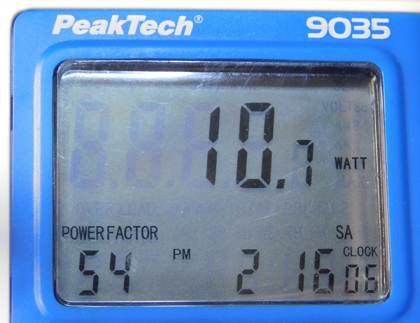 PeakTech® 9035
10.7 WATT
POWER FACTOR SA
54 PM 2 16 06 CLOCK